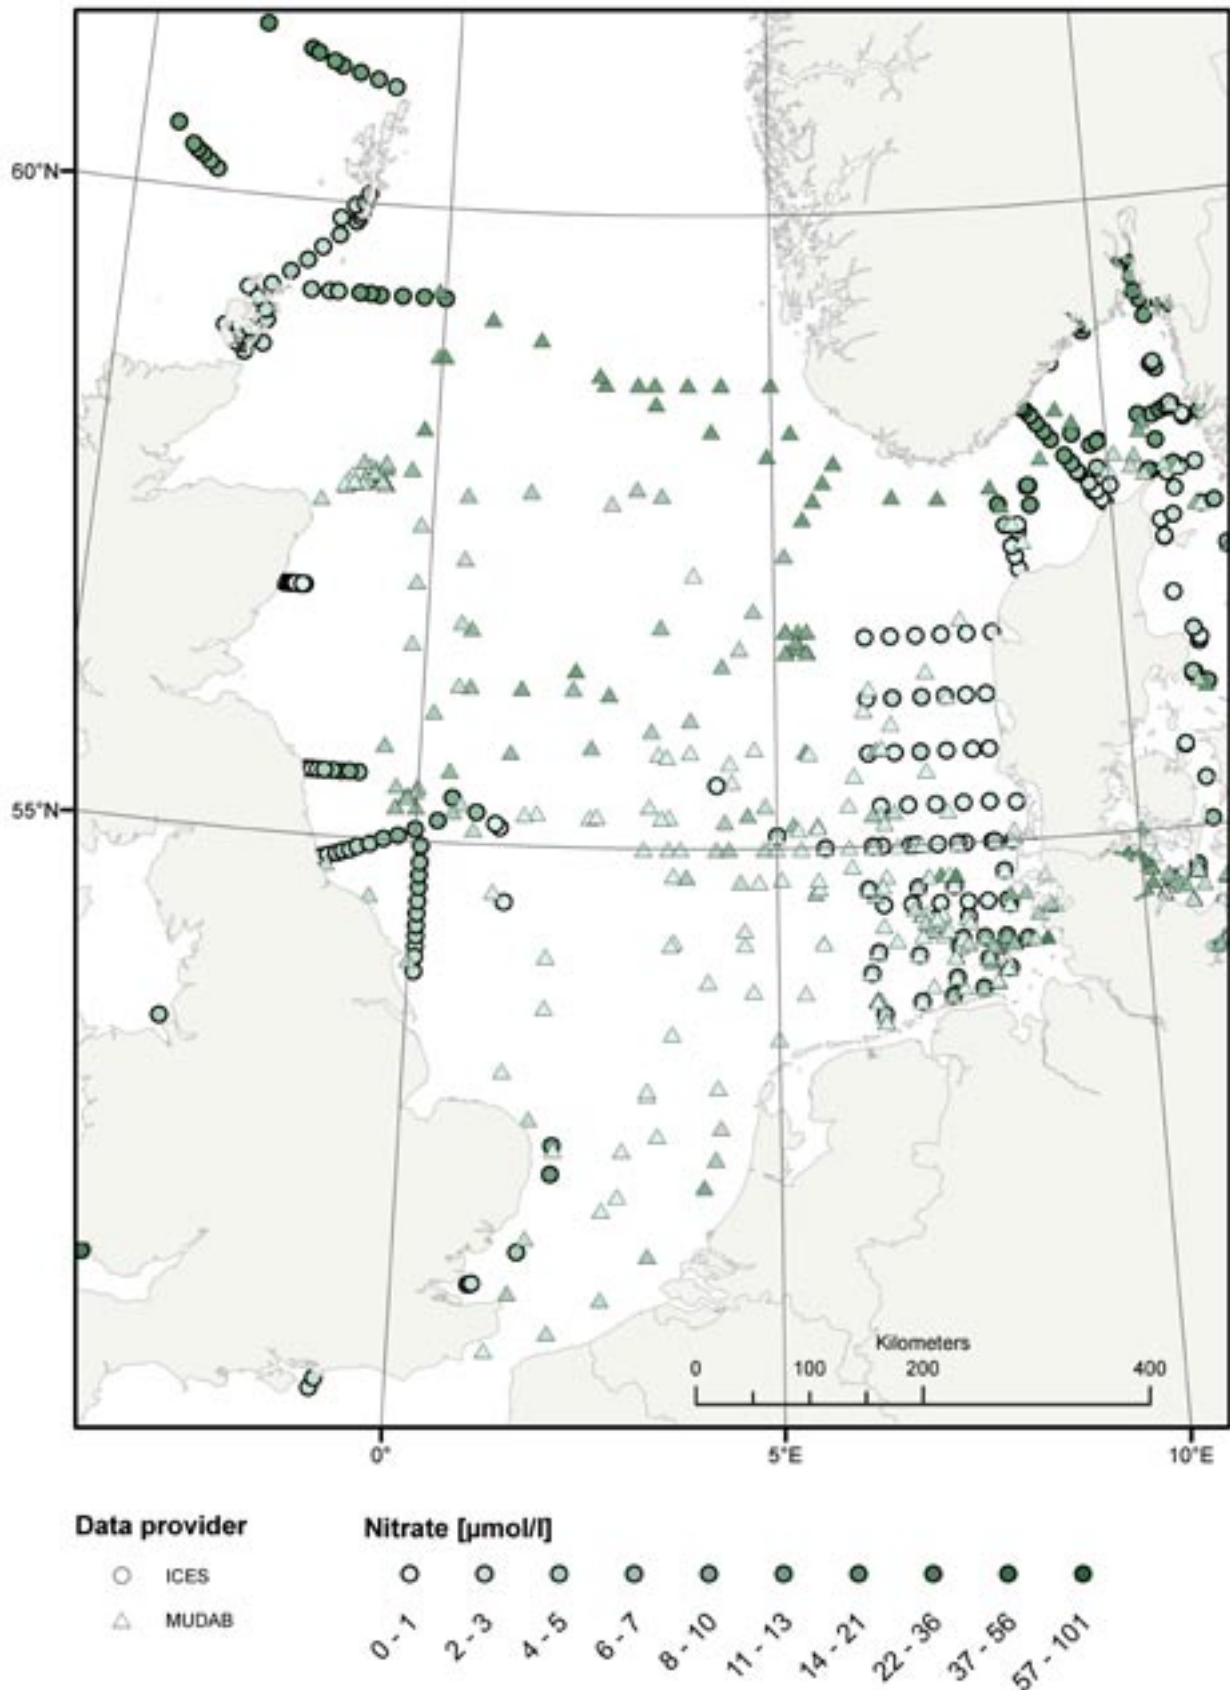 60°N
55°N
Kilometers
0 100 200 400
0° 5°E 10°E
Data provider
ICES
MUDAB
Nitrate [µmol/l]
0 - 1
2 - 3
4 - 5
6 - 7
8 - 10
11 - 13
14 - 21
22 - 36
37 - 56
57 - 101